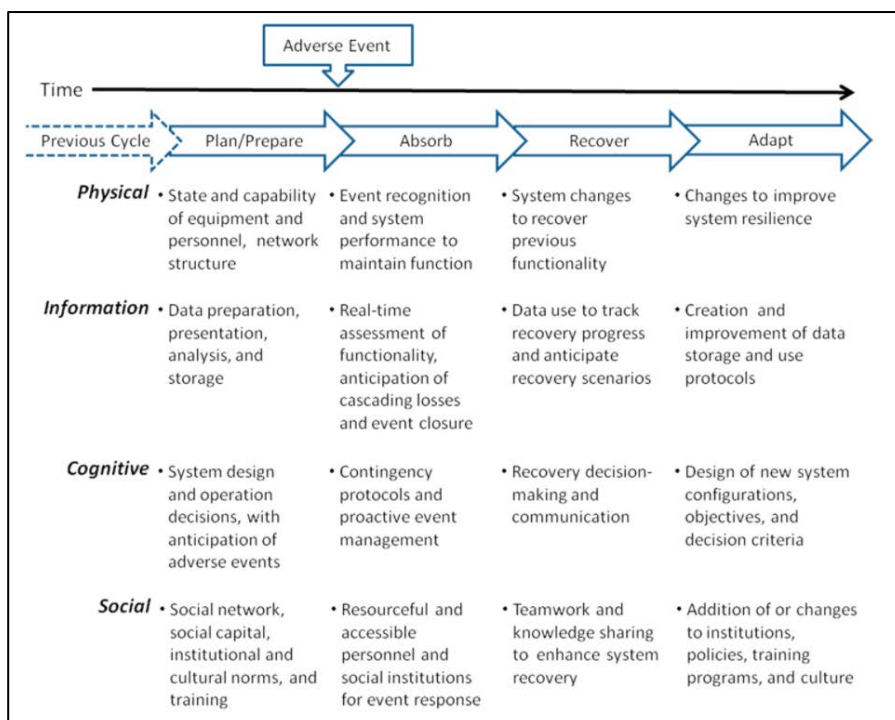 Adverse Event
Time
Previous Cycle
Plan/Prepare
Absorb
Recover
Adapt
Physical
• State and capability
of equipment and
personnel, network
structure
• Event recognition
and system
performance to
maintain function
• System changes
to recover
previous
functionality
• Changes to improve
system resilience
Information
• Data preparation,
presentation,
analysis, and
storage
• Real-time
assessment of
functionality,
anticipation of
cascading losses
and event closure
• Data use to track
recovery progress
and anticipate
recovery scenarios
• Creation and
improvement of data
storage and use
protocols
Cognitive
• System design
and operation
decisions, with
anticipation of
adverse events
• Contingency
protocols and
proactive event
management
• Recovery decision-
making and
communication
• Design of new system
configurations,
objectives, and
decision criteria
Social
• Social network,
social capital,
institutional and
cultural norms, and
training
• Resourceful and
accessible
personnel and
social institutions
for event response
• Teamwork and
knowledge sharing
to enhance system
recovery
• Addition of or changes
to institutions,
policies, training
programs, and culture